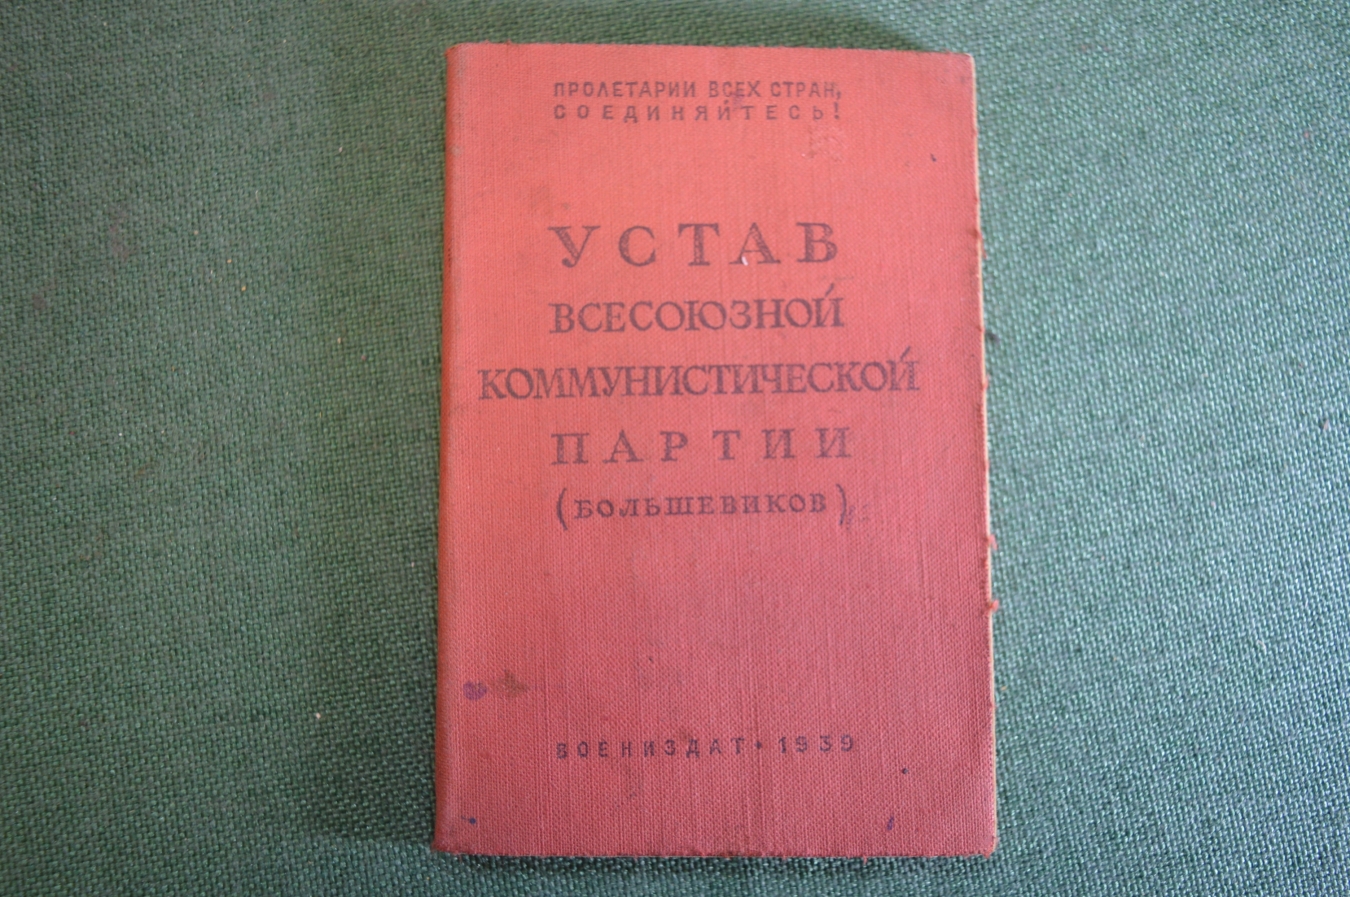 ПРОЛЕТАРИИ ВСЕХ СТРАН,
СОЕДИНЯЙТЕСЬ!
УСТАВ
ВСЕСОЮЗНОЙ
КОММУНИСТИЧЕСКОЙ
ПАРТИИ
(БОЛЬШЕВИКОВ)
ВОЕНИЗДАТ • 1939